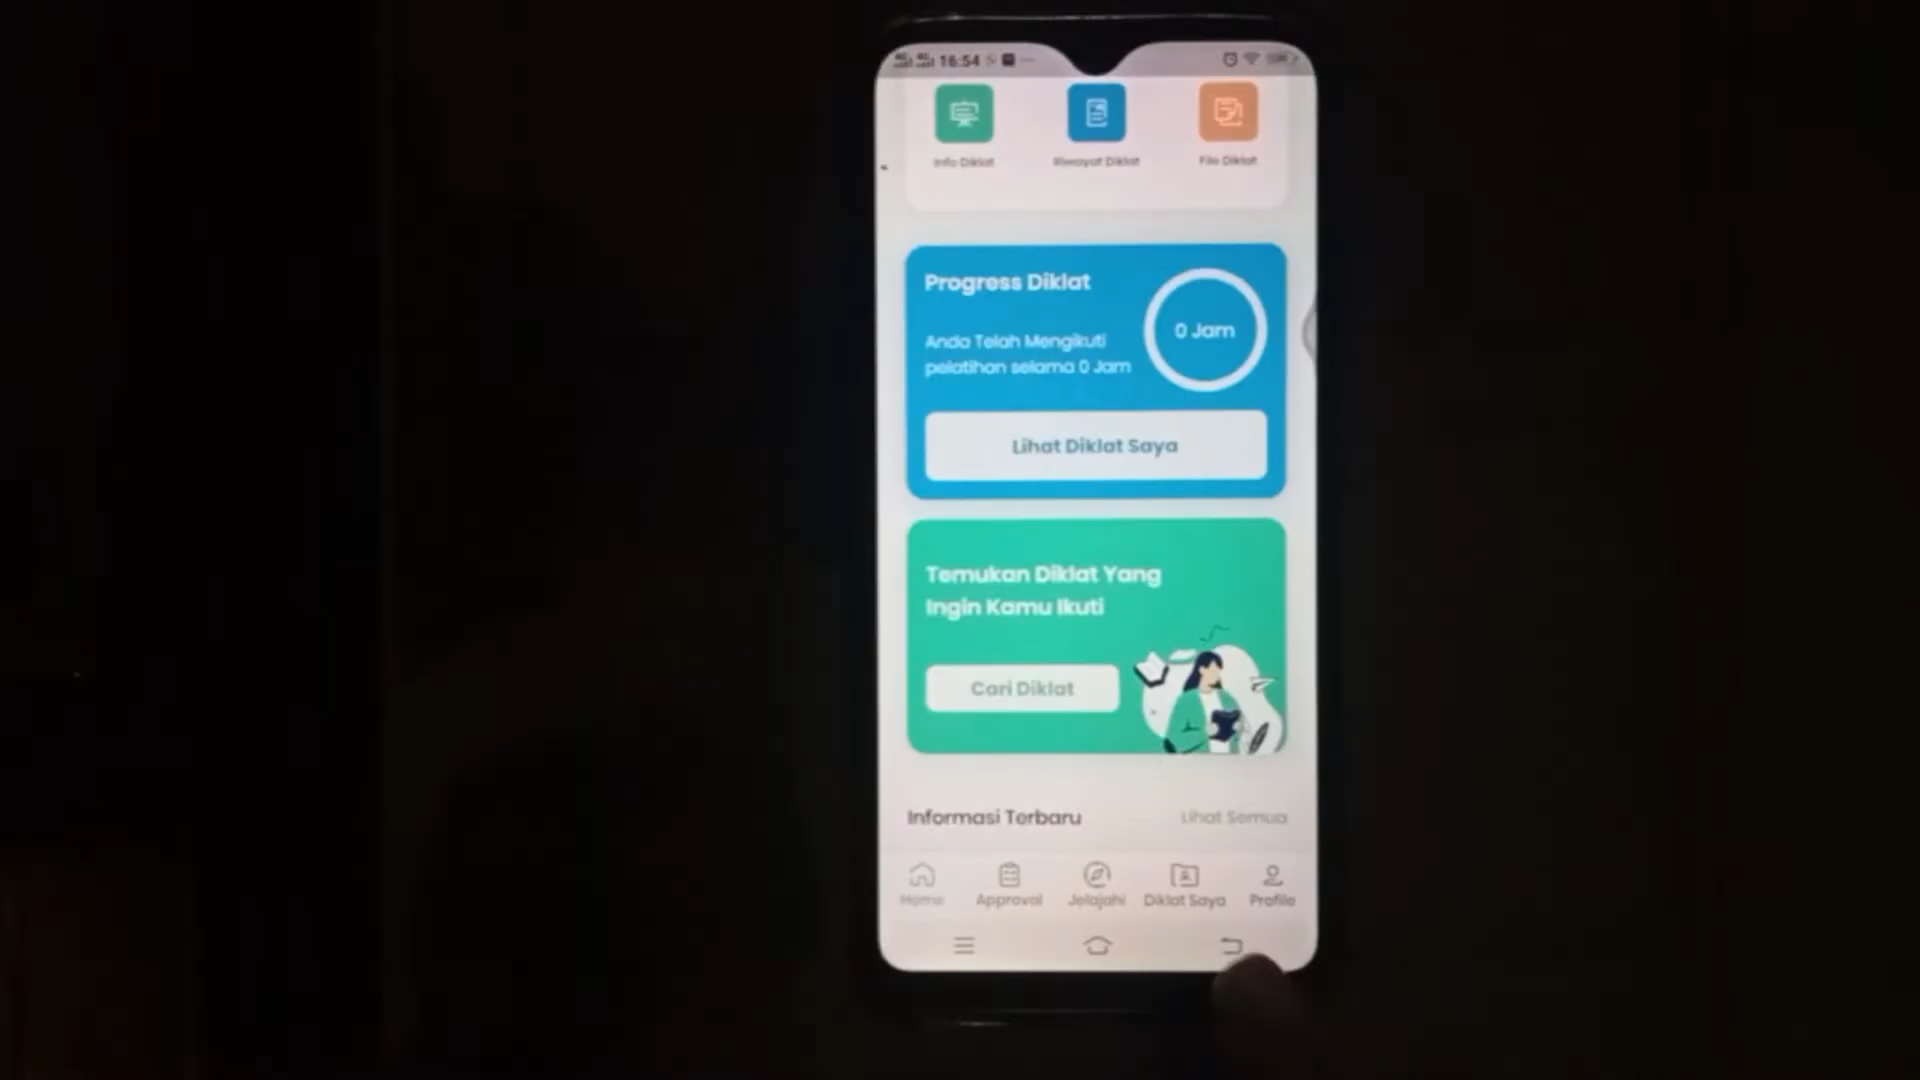 16:54
Info Diklat
Riwayat Diklat
File Diklat
Progress Diklat
0 Jam
Anda Telah Mengikuti
pelatihan selama 0 Jam
Lihat Diklat Saya
Temukan Diklat Yang
Ingin Kamu Ikuti
Cari Diklat
Informasi Terbaru
Lihat Semua
Home
Approval
Jelajahi
Diklat Saya
Profile